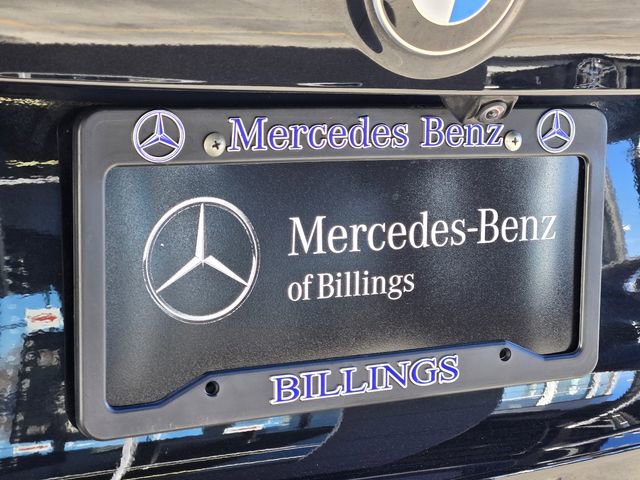 Mercedes Benz
Mercedes-Benz
of Billings
BILLINGS